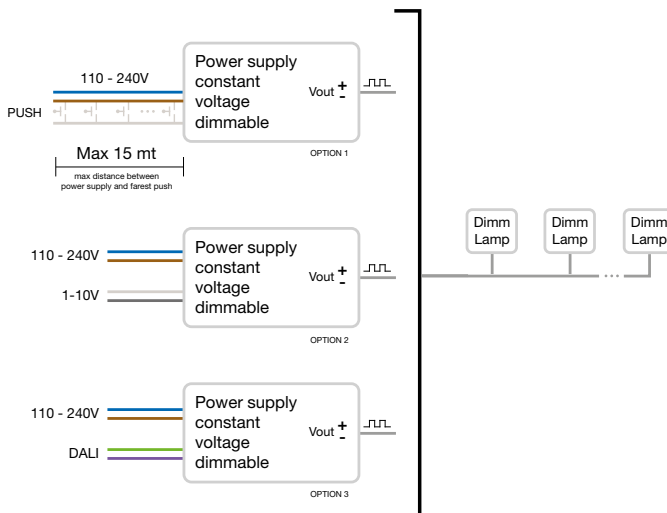 110 - 240V
PUSH
Max 15 mt
max distance between
power supply and farest push
Power supply
constant
voltage
dimmable
Vout + -
OPTION 1
110 - 240V
1-10V
Power supply
constant
voltage
dimmable
Vout + -
OPTION 2
110 - 240V
DALI
Power supply
constant
voltage
dimmable
Vout + -
OPTION 3
Dimm
Lamp
Dimm
Lamp
Dimm
Lamp